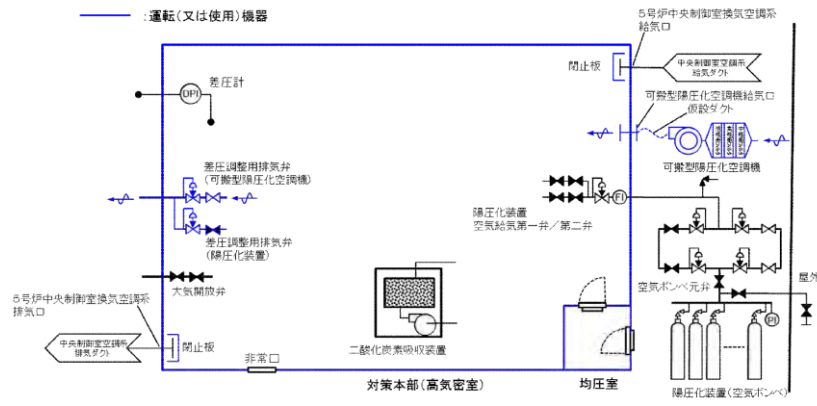 :運転(又は使用)機器
5号炉中央制御室換気空調系
給気口
閉止板
中央制御室空調系
給気ダクト
差圧計
DPI
可搬型陽圧化空調機給気口
仮設ダクト
可搬型陽圧化空調機
差圧調整用排気弁
(可搬型陽圧化空調機)
陽圧化装置
空気給気第一弁/第二弁
FI
差圧調整用排気弁
(陽圧化装置)
大気開放弁
空気ボンベ元弁
屋外
5号炉中央制御室換気空調系
排気口
PI
中央制御室空調系
排気ダクト
閉止板
二酸化炭素吸収装置
非常口
対策本部(高気密室)
均圧室
陽圧化装置(空気ボンベ)